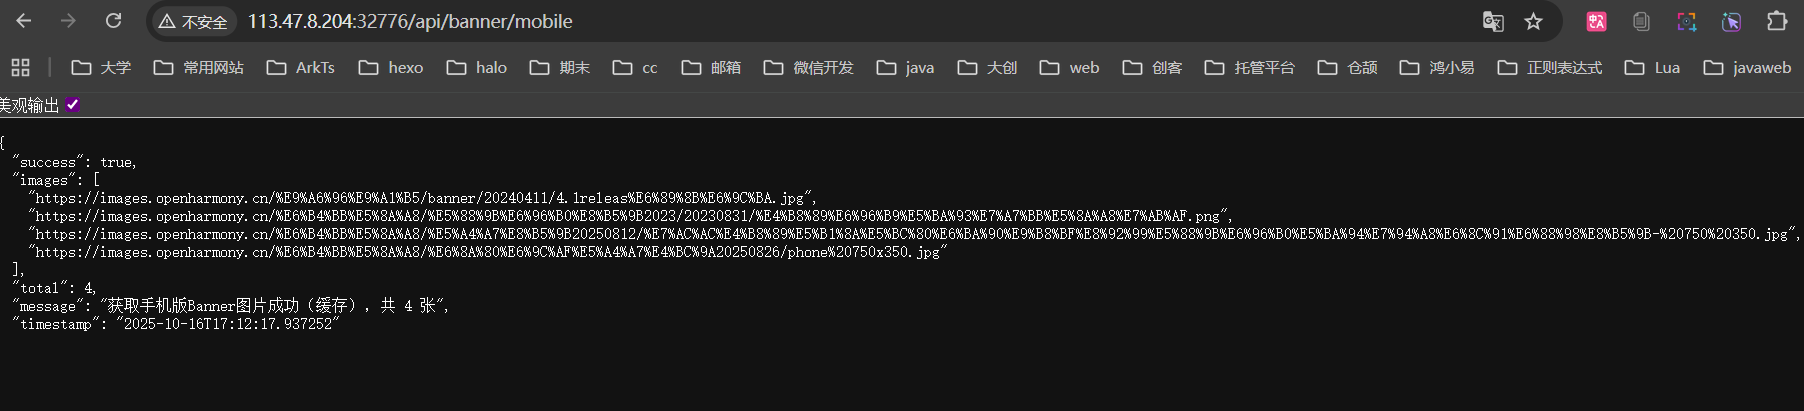 不安全 113.47.8.204:32776/api/banner/mobile
大学 常用网站 ArkTs hexo halo 期末 cc 邮箱 微信开发 java 大创 web 创客 托管平台 仓颉 鸿小易 正则表达式 Lua javaweb
美观输出
{
"success": true,
"images": [
"https://images.openharmony.cn/%E9%A6%96%E9%A1%B5/banner/20240411/4.1releas%E6%89%8B%E6%9C%BA.jpg",
"https://images.openharmony.cn/%E6%B4%BB%E5%8A%A8/%E5%88%9B%E6%96%B0%E8%B5%9B2023/20230831/%E4%B8%89%E6%96%B9%E5%BA%93%E7%A7%BB%E5%8A%A8%E7%AB%AF.png",
"https://images.openharmony.cn/%E6%B4%BB%E5%8A%A8/%E5%A4%A7%E8%B5%9B20250812/%E7%AC%AC%E4%B8%89%E5%B1%8A%E5%BC%80%E6%BA%90%E9%B8%BF%E8%92%99%E5%88%9B%E6%96%B0%E5%BA%94%E7%94%A8%E6%8C%91%E6%88%98%E8%B5%9B-%20750%20350.jpg",
"https://images.openharmony.cn/%E6%B4%BB%E5%8A%A8/%E6%8A%80%E6%9C%AF%E5%A4%A7%E4%BC%9A20250826/phone%20750x350.jpg"
],
"total": 4,
"message": "获取手机版Banner图片成功（缓存），共 4 张",
"timestamp": "2025-10-16T17:12:17.937252"